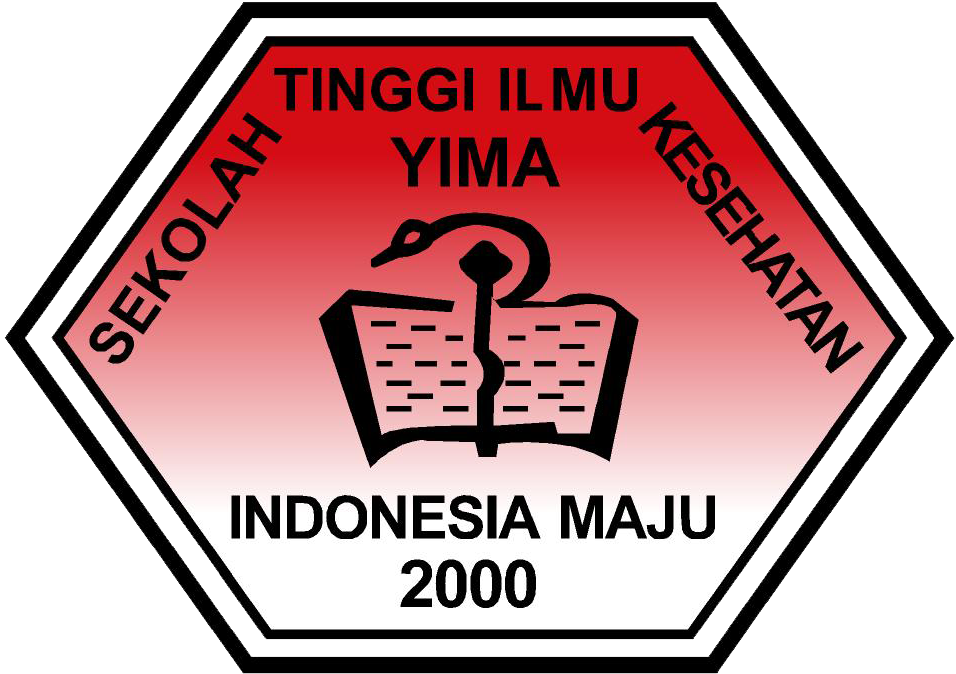 SEKOLAH
TINGGI ILMU
KESEHATAN
YIMA
INDONESIA MAJU
2000